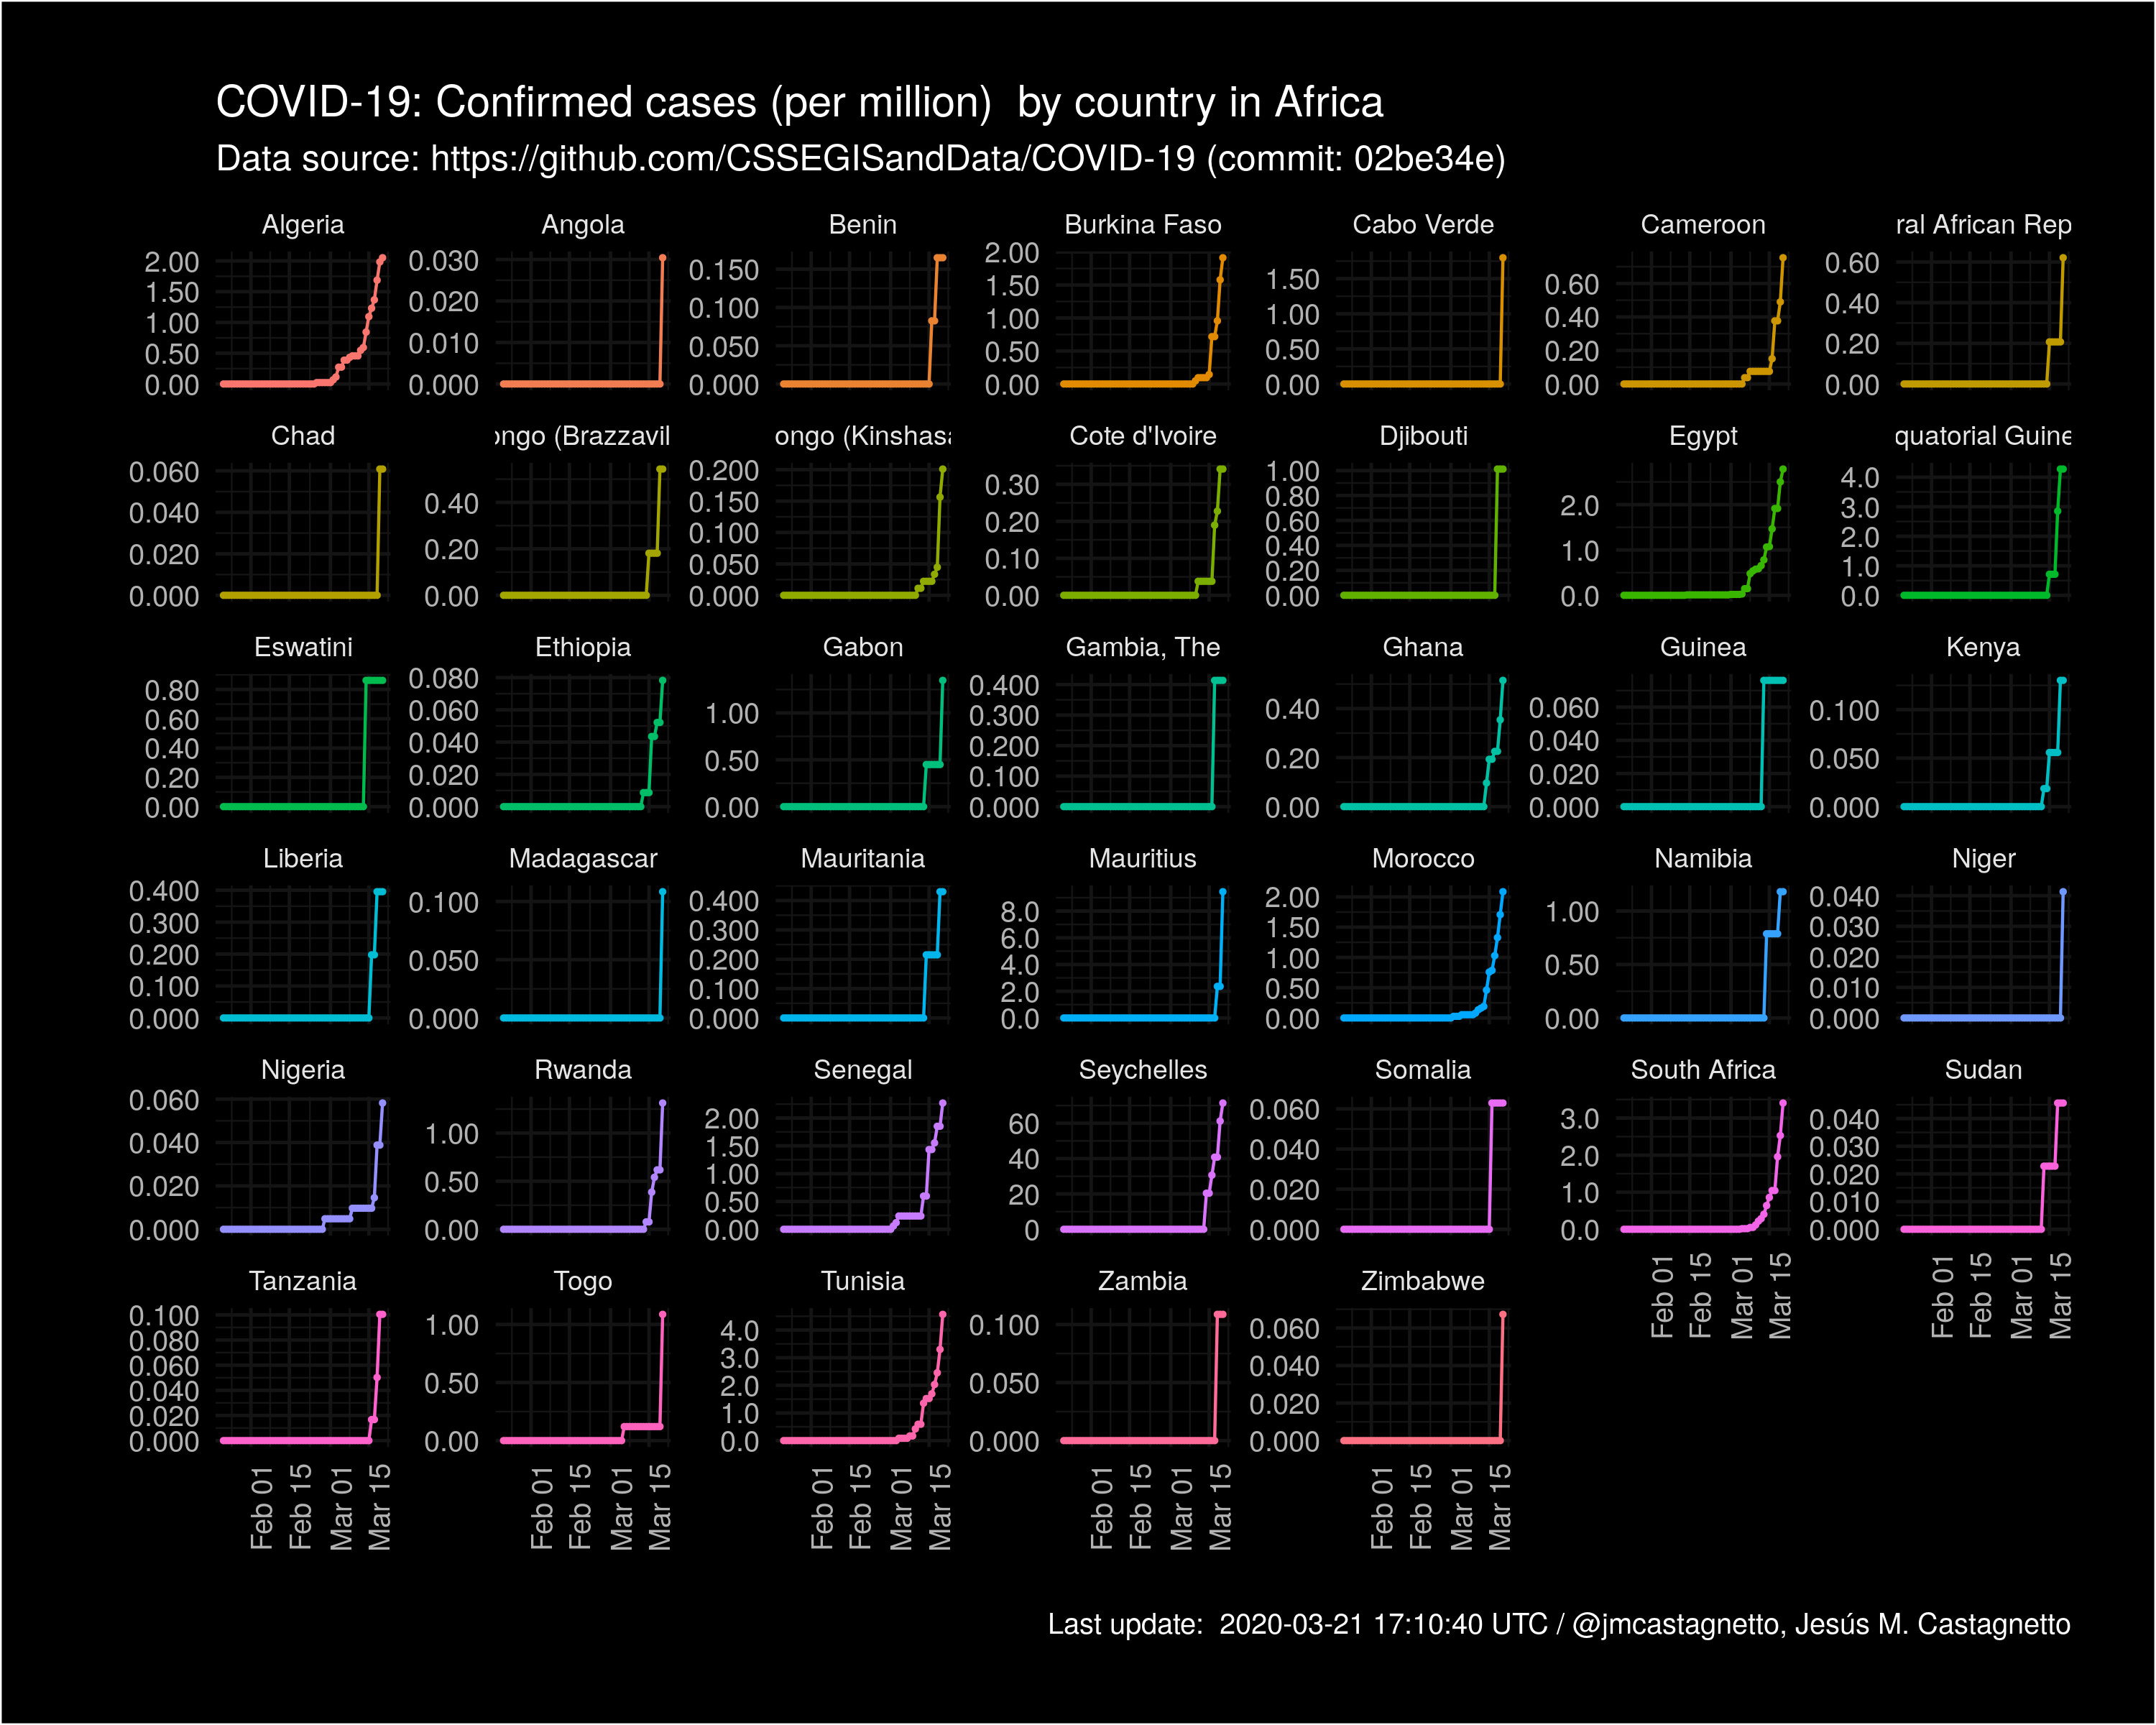 COVID-19: Confirmed cases (per million)  by country in Africa
Data source: https://github.com/CSSEGISandData/COVID-19 (commit: 02be34e)
Algeria
2.00
1.50
1.00
0.50
0.00
Angola
0.030
0.020
0.010
0.000
Benin
0.150
0.100
0.050
0.000
Burkina Faso
2.00
1.50
1.00
0.50
0.00
Cabo Verde
1.50
1.00
0.50
0.00
Cameroon
0.60
0.40
0.20
0.00
ral African Rep
0.60
0.40
0.20
0.00
Chad
0.060
0.040
0.020
0.000
ongo (Brazzavil
0.40
0.20
0.00
ongo (Kinshasa
0.200
0.150
0.100
0.050
0.000
Cote d'Ivoire
0.30
0.20
0.10
0.00
Djibouti
1.00
0.80
0.60
0.40
0.20
0.00
Egypt
2.0
1.0
0.0
quatorial Guine
4.0
3.0
2.0
1.0
0.0
Eswatini
0.80
0.60
0.40
0.20
0.00
Ethiopia
0.080
0.060
0.040
0.020
0.000
Gabon
1.00
0.50
0.00
Gambia, The
0.400
0.300
0.200
0.100
0.000
Ghana
0.40
0.20
0.00
Guinea
0.060
0.040
0.020
0.000
Kenya
0.100
0.050
0.000
Liberia
0.400
0.300
0.200
0.100
0.000
Madagascar
0.100
0.050
0.000
Mauritania
0.400
0.300
0.200
0.100
0.000
Mauritius
8.0
6.0
4.0
2.0
0.0
Morocco
2.00
1.50
1.00
0.50
0.00
Namibia
1.00
0.50
0.00
Niger
0.040
0.030
0.020
0.010
0.000
Nigeria
0.060
0.040
0.020
0.000
Rwanda
1.00
0.50
0.00
Senegal
2.00
1.50
1.00
0.50
0.00
Seychelles
60
40
20
0
Somalia
0.060
0.040
0.020
0.000
South Africa
3.0
2.0
1.0
0.0
Feb 01
Feb 15
Mar 01
Mar 15
Sudan
0.040
0.030
0.020
0.010
0.000
Feb 01
Feb 15
Mar 01
Mar 15
Tanzania
0.100
0.080
0.060
0.040
0.020
0.000
Feb 01
Feb 15
Mar 01
Mar 15
Togo
1.00
0.50
0.00
Feb 01
Feb 15
Mar 01
Mar 15
Tunisia
4.0
3.0
2.0
1.0
0.0
Feb 01
Feb 15
Mar 01
Mar 15
Zambia
0.100
0.050
0.000
Feb 01
Feb 15
Mar 01
Mar 15
Zimbabwe
0.060
0.040
0.020
0.000
Feb 01
Feb 15
Mar 01
Mar 15
Last update:  2020-03-21 17:10:40 UTC / @jmcastagnetto, Jesús M. Castagnetto